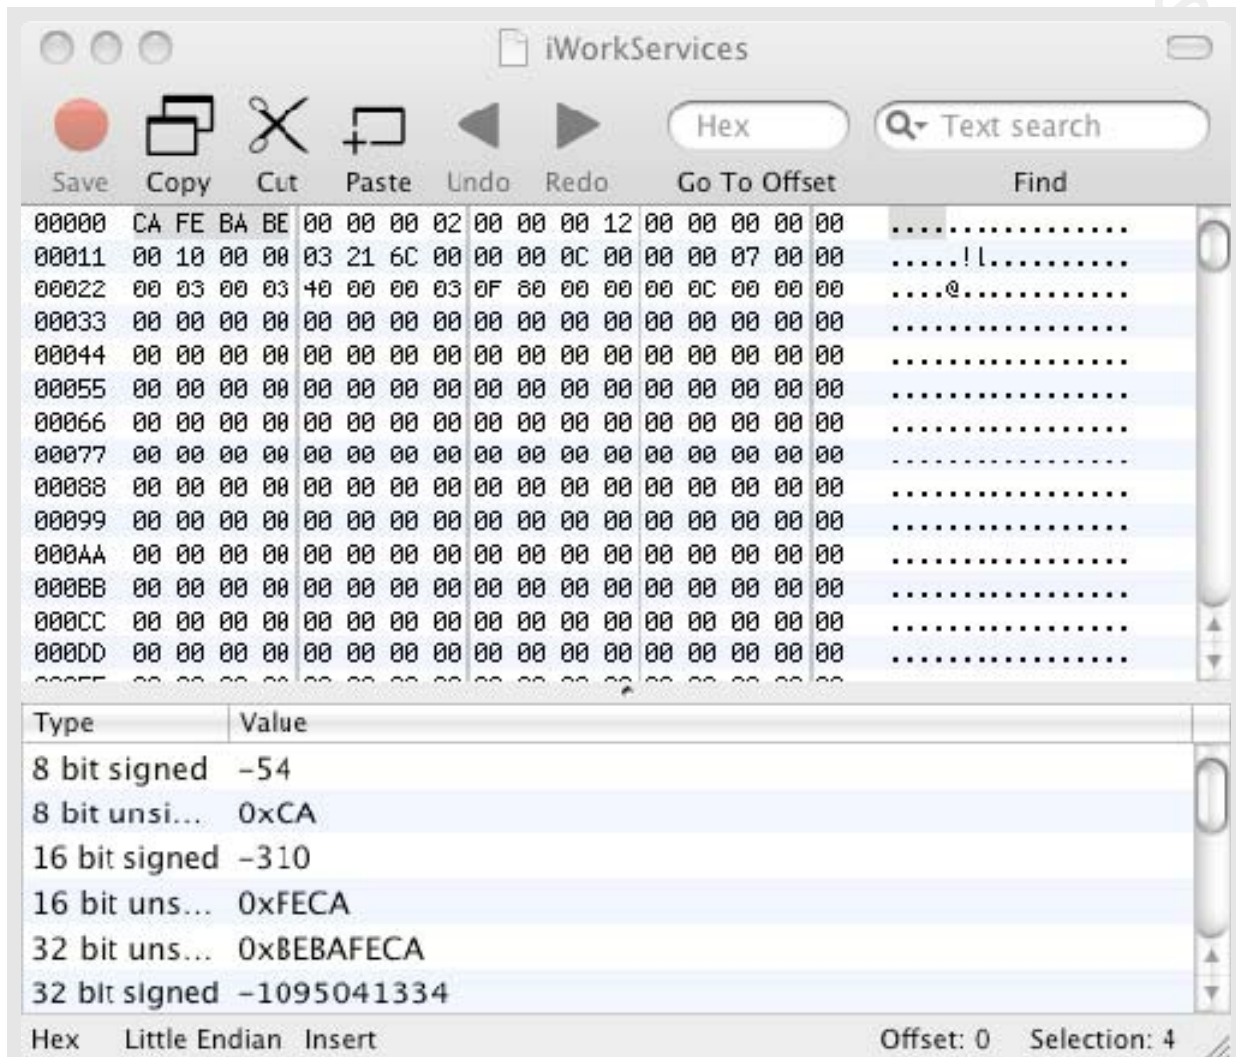 iWorkServices
Hex Text search
Save Copy Cut Paste Undo Redo Go To Offset Find
00000 CA FE BA BE 00 00 00 02 00 00 00 12 00 00 00 00 00 .................
00011 00 10 00 00 03 21 6C 00 00 00 0C 00 00 00 07 00 00 .....!l..........
00022 00 03 00 03 40 00 00 03 0F 80 00 00 00 0C 00 00 00 ....@............
00033 00 00 00 00 00 00 00 00 00 00 00 00 00 00 00 00 00 .................
00044 00 00 00 00 00 00 00 00 00 00 00 00 00 00 00 00 00 .................
00055 00 00 00 00 00 00 00 00 00 00 00 00 00 00 00 00 00 .................
00066 00 00 00 00 00 00 00 00 00 00 00 00 00 00 00 00 00 .................
00077 00 00 00 00 00 00 00 00 00 00 00 00 00 00 00 00 00 .................
00088 00 00 00 00 00 00 00 00 00 00 00 00 00 00 00 00 00 .................
00099 00 00 00 00 00 00 00 00 00 00 00 00 00 00 00 00 00 .................
000AA 00 00 00 00 00 00 00 00 00 00 00 00 00 00 00 00 00 .................
000BB 00 00 00 00 00 00 00 00 00 00 00 00 00 00 00 00 00 .................
000CC 00 00 00 00 00 00 00 00 00 00 00 00 00 00 00 00 00 .................
000DD 00 00 00 00 00 00 00 00 00 00 00 00 00 00 00 00 00 .................
Type Value
8 bit signed -54
8 bit unsi... 0xCA
16 bit signed -310
16 bit uns... 0xFECA
32 bit uns... 0xBEBAFECA
32 bit signed -1095041334
Hex Little Endian Insert Offset: 0 Selection: 4